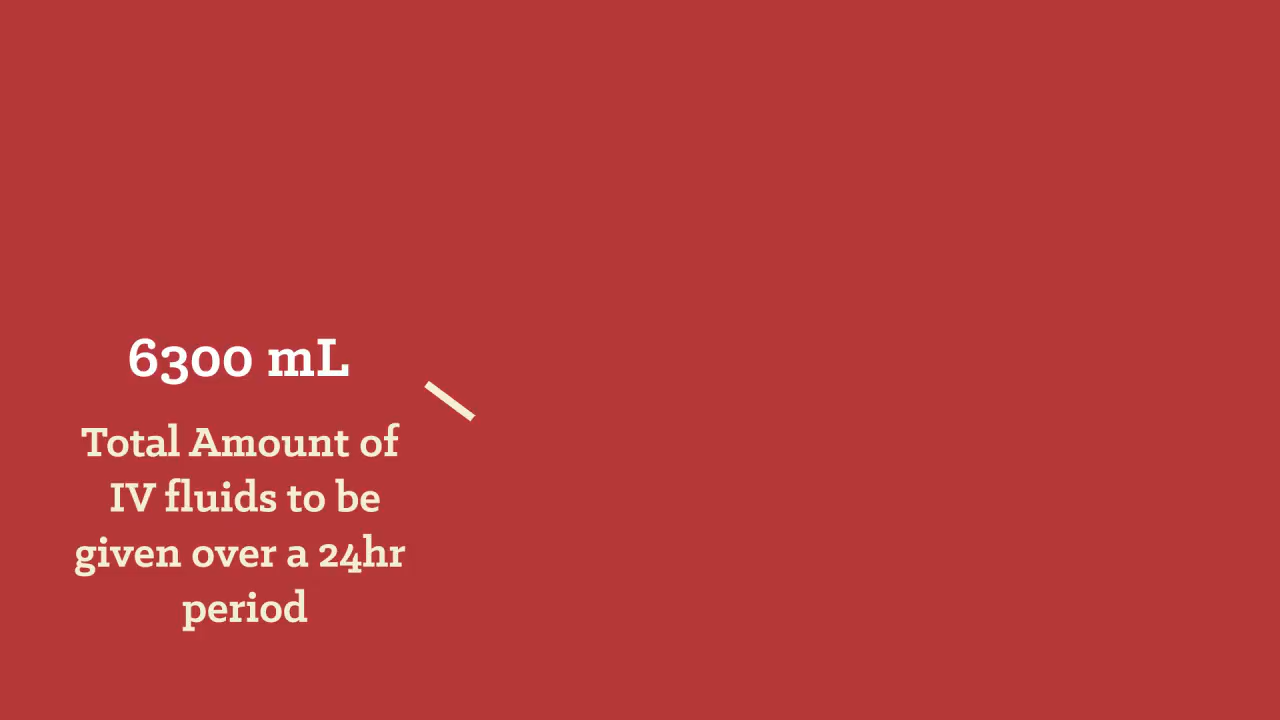 6300 mL
Total Amount of
IV fluids to be
given over a 24hr
period